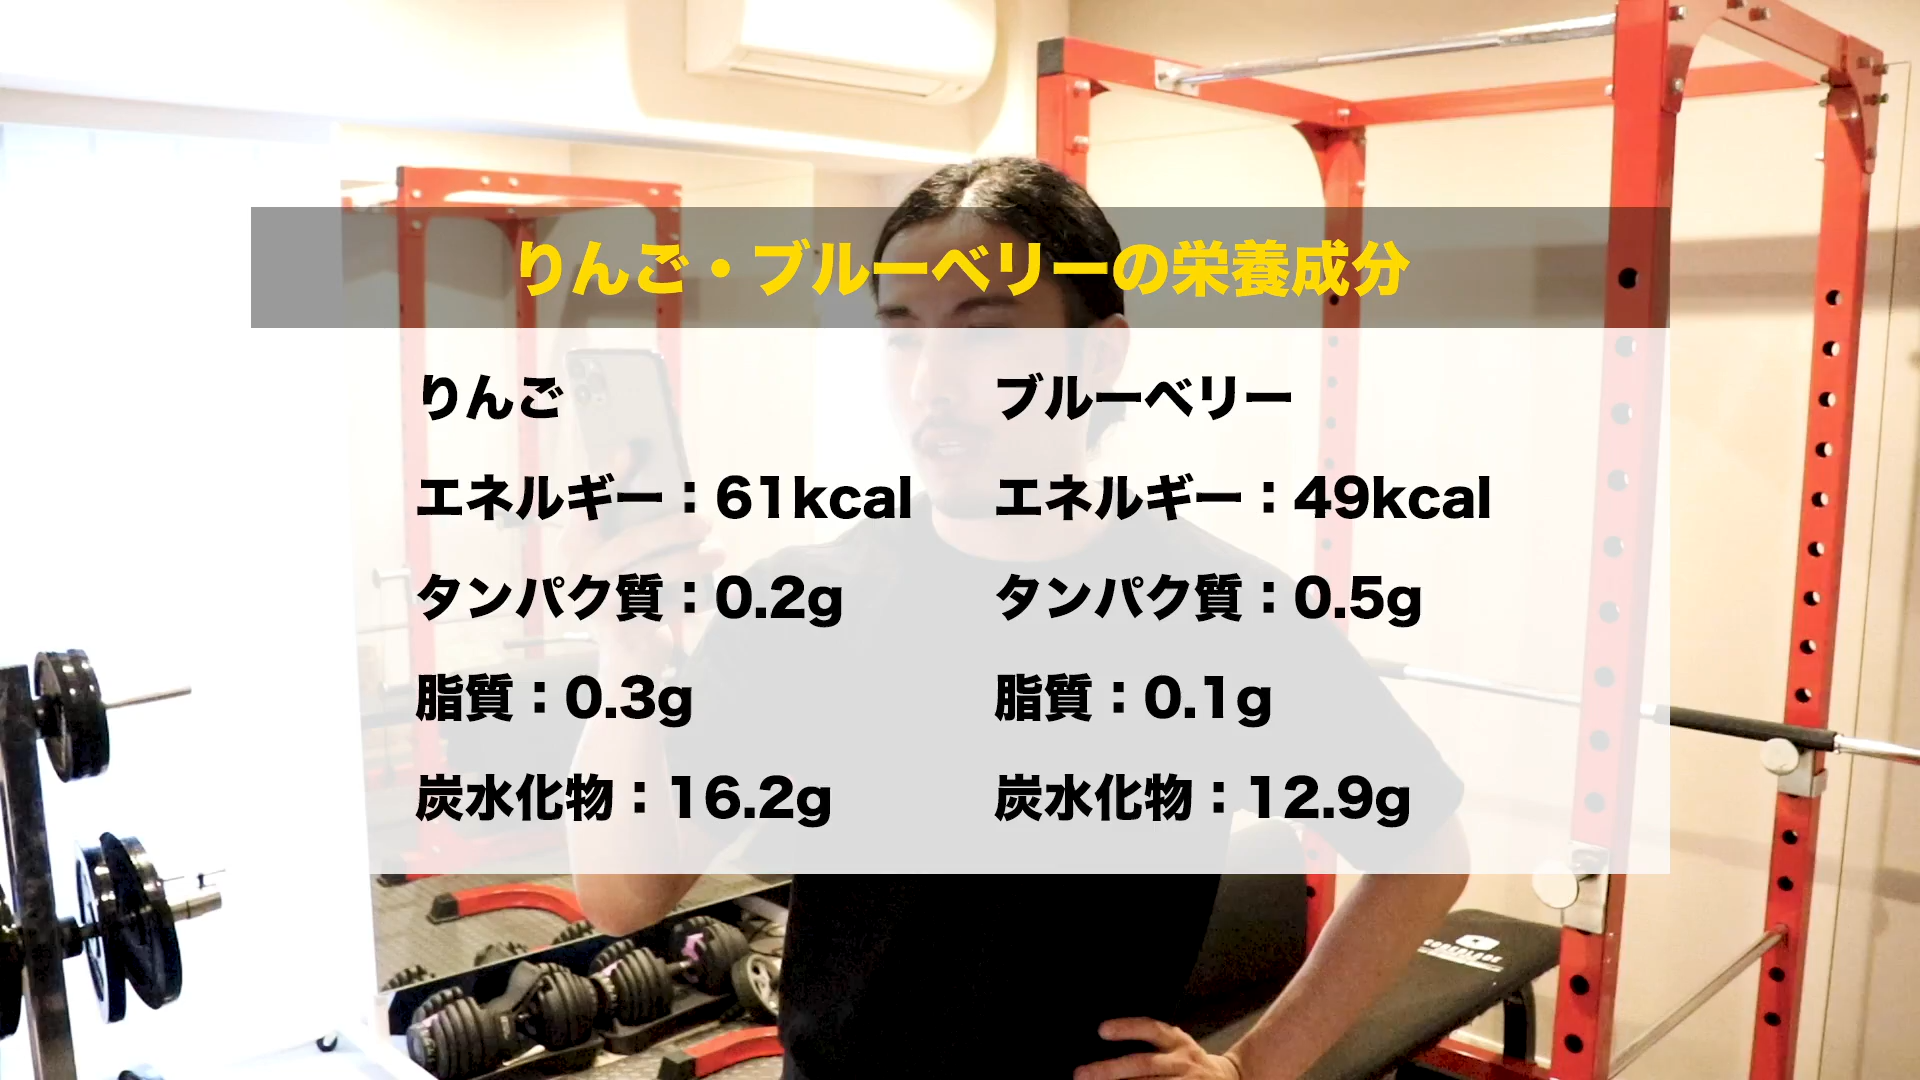 りんご・ブルーベリーの栄養成分
りんご
エネルギー：61kcal
タンパク質：0.2g
脂質：0.3g
炭水化物：16.2g
ブルーベリー
エネルギー：49kcal
タンパク質：0.5g
脂質：0.1g
炭水化物：12.9g